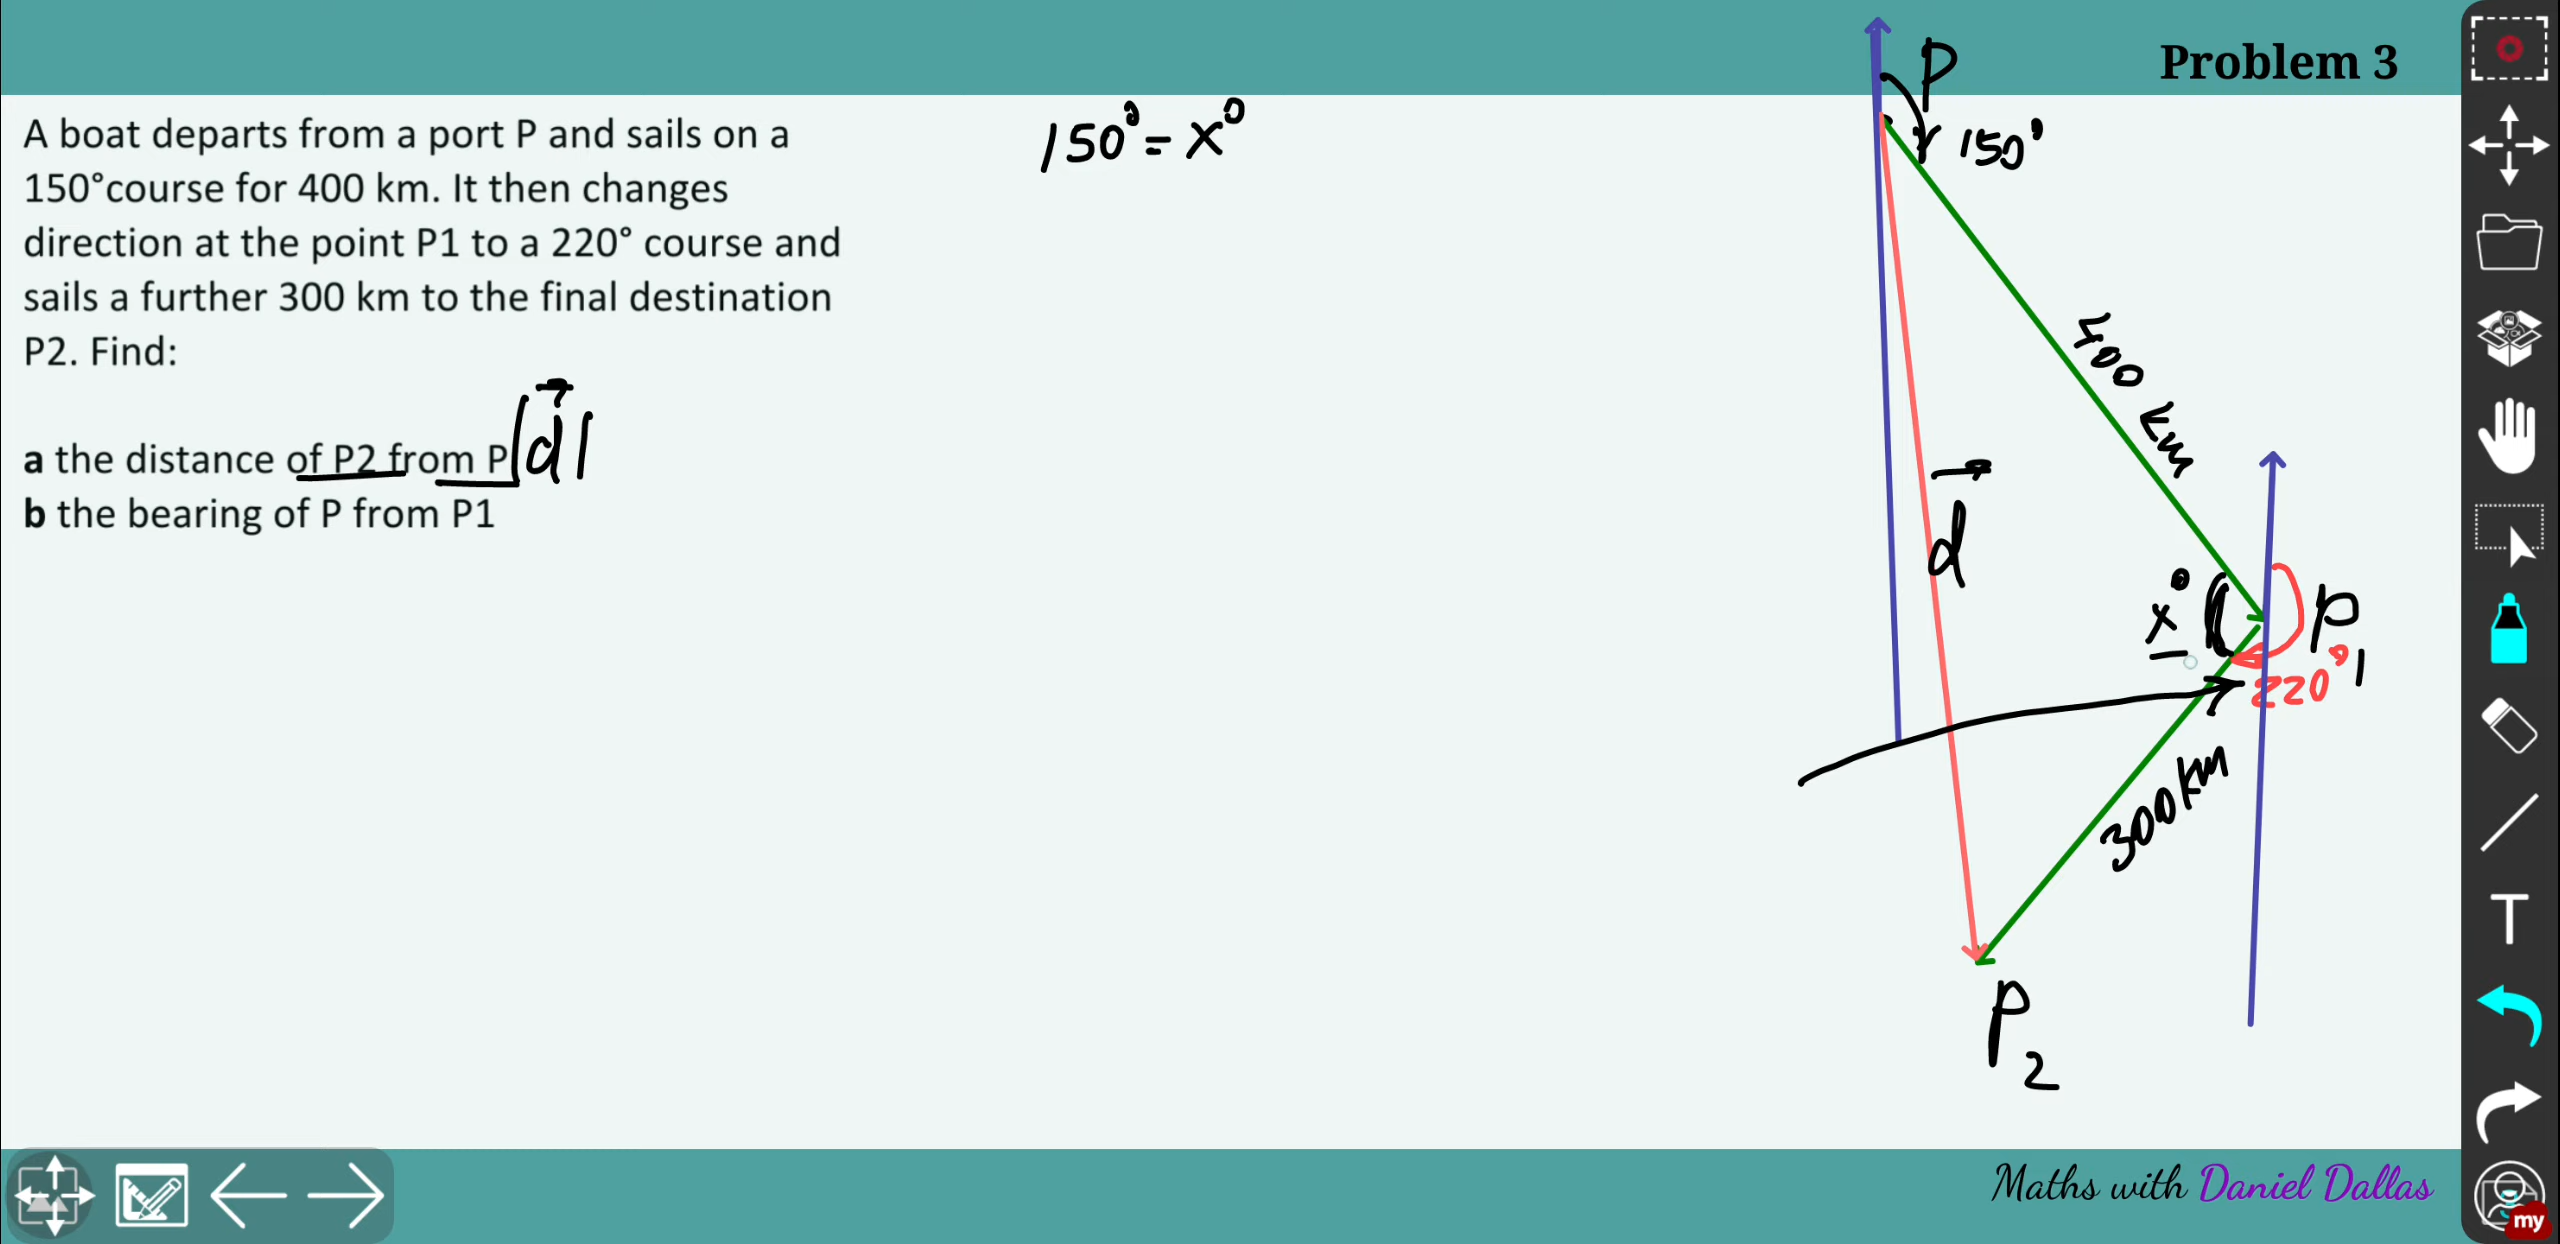 Problem 3
A boat departs from a port P and sails on a
150°course for 400 km. It then changes
direction at the point P1 to a 220° course and
sails a further 300 km to the final destination
P2. Find:
a the distance of P2 from P |d⃗|
b the bearing of P from P1
150° = x°
P
150°
400 km
d⃗
x°
P1
220°
300km
P2
T
Maths with Daniel Dallas
my